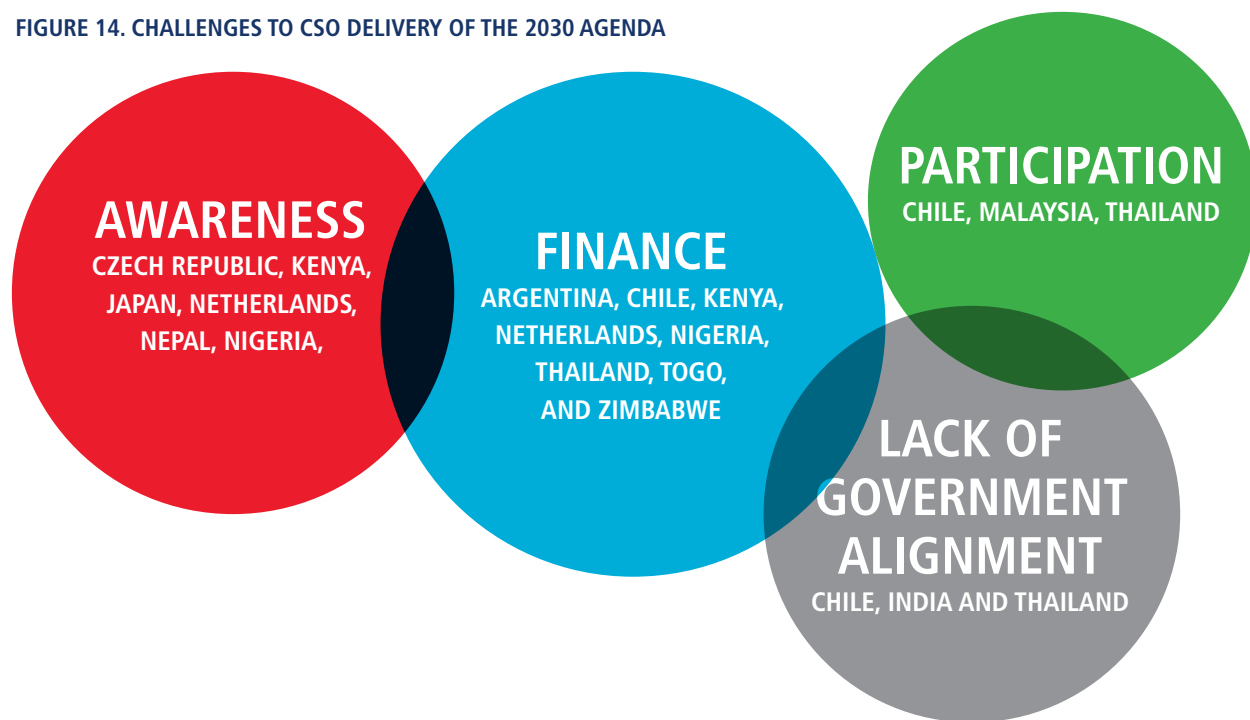 FIGURE 14. CHALLENGES TO CSO DELIVERY OF THE 2030 AGENDA
AWARENESS
CZECH REPUBLIC, KENYA,
JAPAN, NETHERLANDS,
NEPAL, NIGERIA,
FINANCE
ARGENTINA, CHILE, KENYA,
NETHERLANDS, NIGERIA,
THAILAND, TOGO,
AND ZIMBABWE
PARTICIPATION
CHILE, MALAYSIA, THAILAND
LACK OF
GOVERNMENT
ALIGNMENT
CHILE, INDIA AND THAILAND